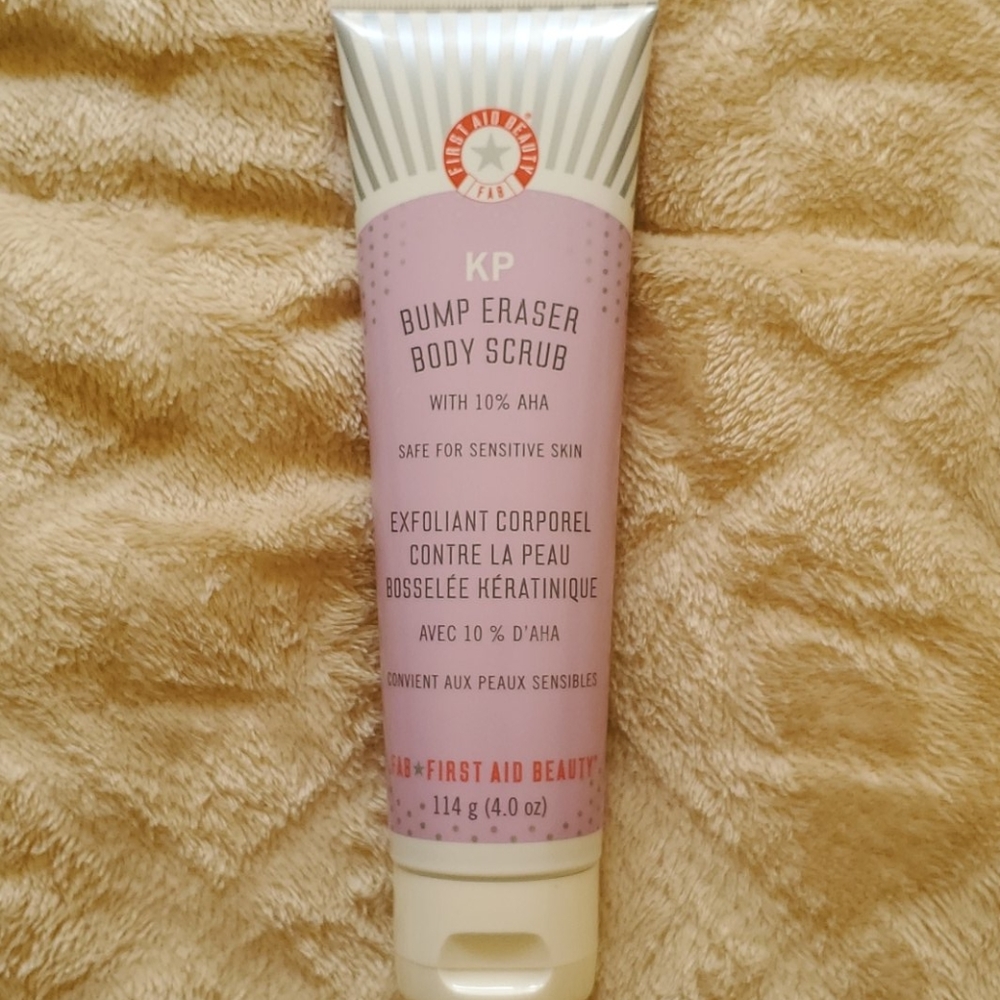 FIRST AID BEAUTY®
FAB
KP
BUMP ERASER
BODY SCRUB
WITH 10% AHA
SAFE FOR SENSITIVE SKIN
EXFOLIANT CORPOREL
CONTRE LA PEAU
BOSSELÉE KÉRATINIQUE
AVEC 10 % D'AHA
CONVIENT AUX PEAUX SENSIBLES
FAB★FIRST AID BEAUTY®
114 g (4.0 oz)